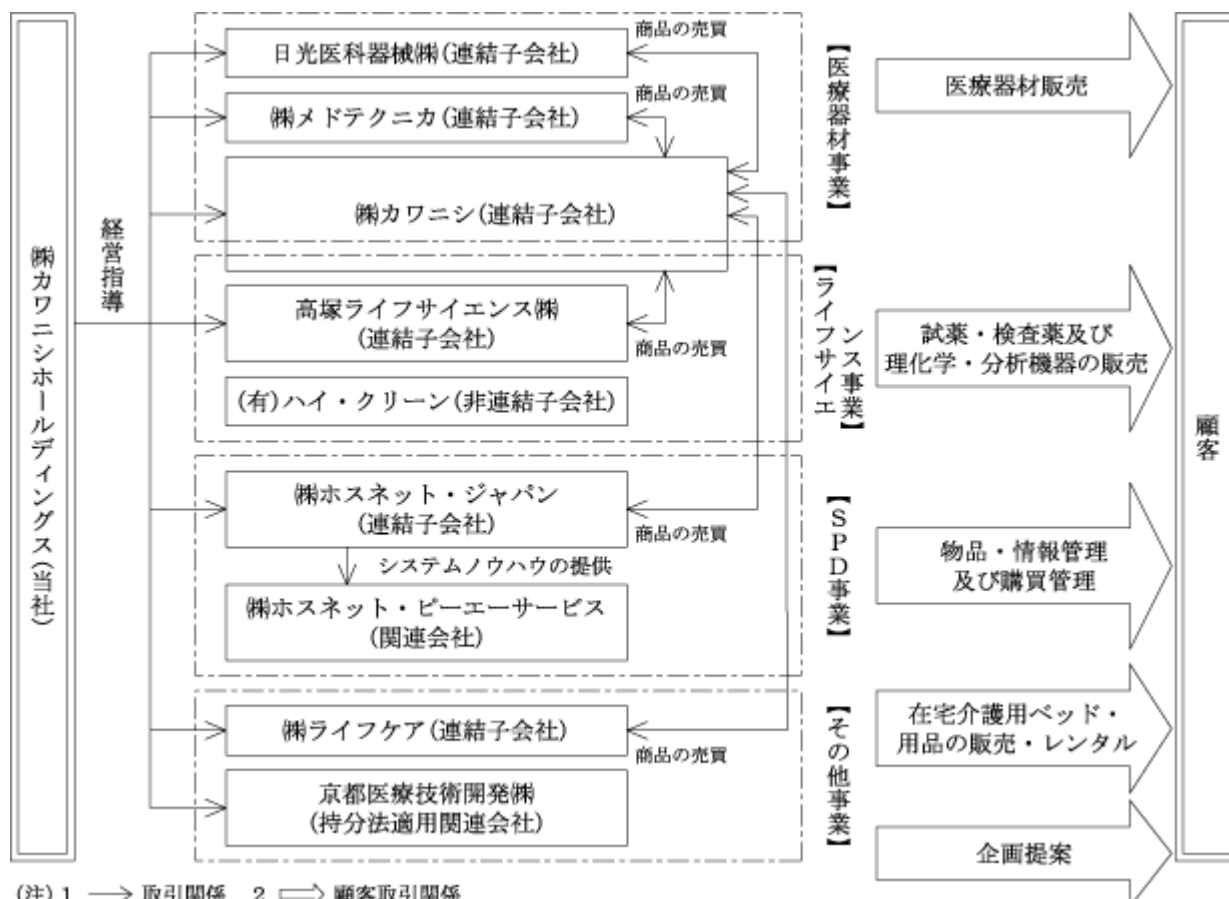 ㈱カワニシホールディングス(当社)
経営指導
商品の売買
日光医科器械㈱(連結子会社)
商品の売買
㈱メドテクニカ(連結子会社)
㈱カワニシ(連結子会社)
【医療器材事業】
医療器材販売
高塚ライフサイエンス㈱
(連結子会社)
商品の売買
(有)ハイ・クリーン(非連結子会社)
【ライフサイエ
ンス事業】
試薬・検査薬及び
理化学・分析機器の販売
㈱ホスネット・ジャパン
(連結子会社)
商品の売買
システムノウハウの提供
㈱ホスネット・ピーエーサービス
(関連会社)
【SPD事業】
物品・情報管理
及び購買管理
㈱ライフケア(連結子会社)
商品の売買
京都医療技術開発㈱
(持分法適用関連会社)
【その他事業】
在宅介護用ベッド・
用品の販売・レンタル
企画提案
顧客
(注) 1 → 取引関係 2 ⇨ 顧客取引関係